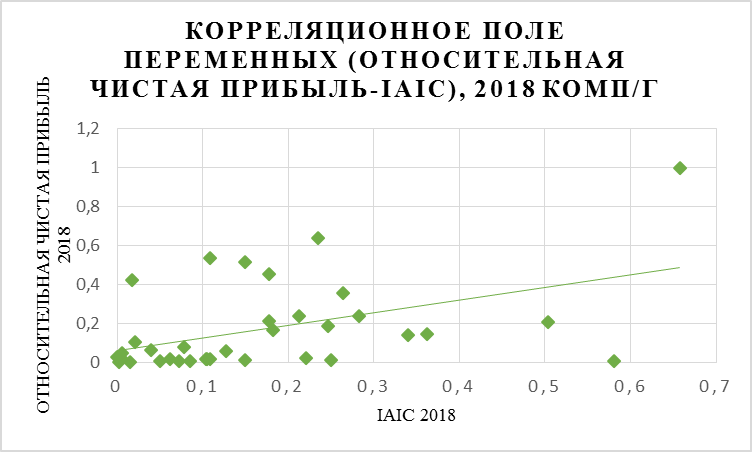 КОРРЕЛЯЦИОННОЕ ПОЛЕ
ПЕРЕМЕННЫХ (ОТНОСИТЕЛЬНАЯ
ЧИСТАЯ ПРИБЫЛЬ-IAIC), 2018 КОМП/Г
ОТНОСИТЕЛЬНАЯ ЧИСТАЯ ПРИБЫЛЬ
2018
1,2
1
0,8
0,6
0,4
0,2
0
0 0,1 0,2 0,3 0,4 0,5 0,6 0,7
IAIC 2018